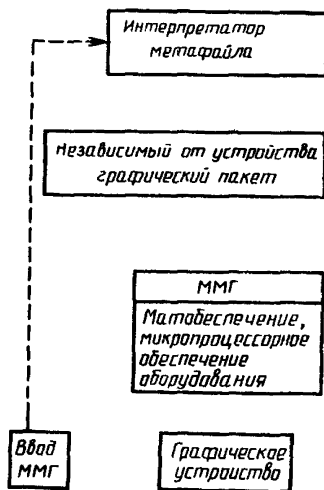 Интерпретатор
метафайла
Независимый от устройства
графический пакет
ММГ
Матобеспечение,
микропроцессорное
обеспечение
оборудования
Ввод
ММГ
Графическое
устройство